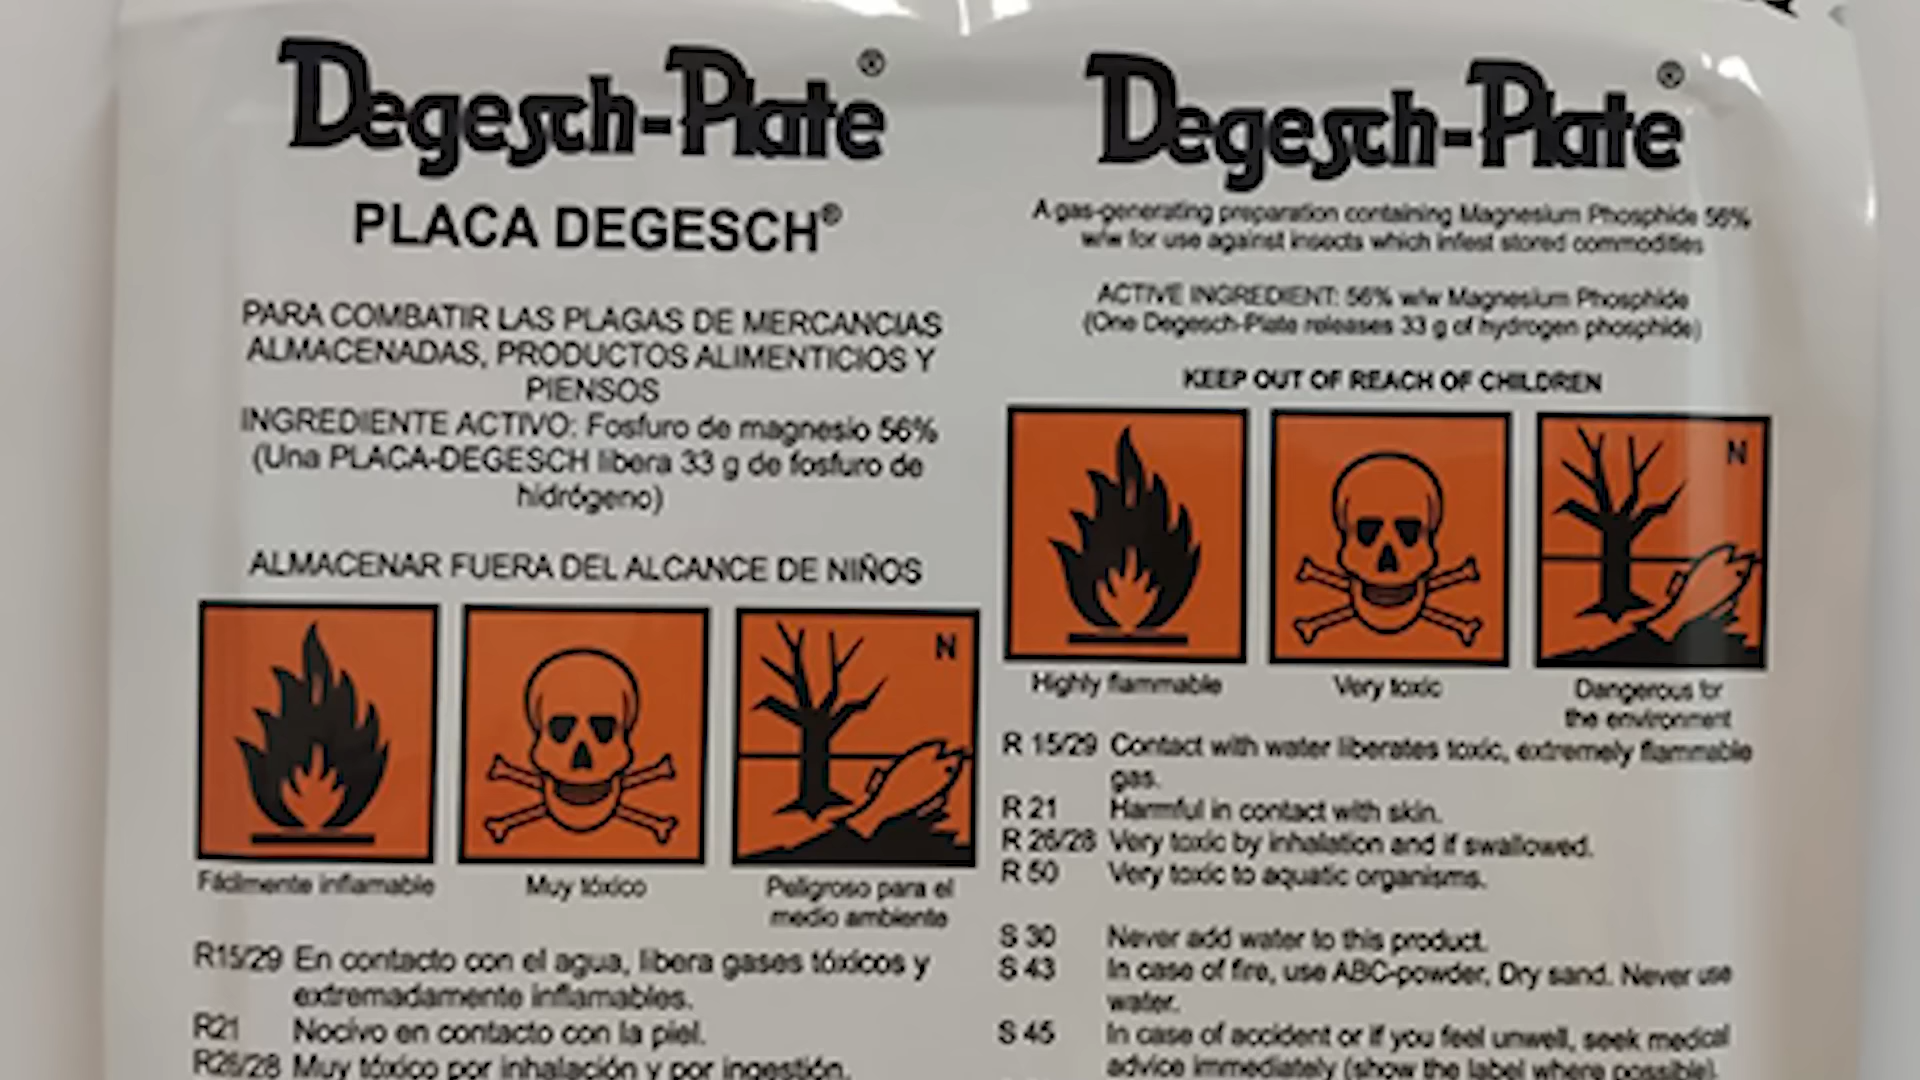 Degesch-Plate®
PLACA DEGESCH®
PARA COMBATIR LAS PLAGAS DE MERCANCIAS
ALMACENADAS, PRODUCTOS ALIMENTICIOS Y
PIENSOS
INGREDIENTE ACTIVO: Fosfuro de magnesio 56%
(Una PLACA-DEGESCH libera 33 g de fosfuro de
hidrógeno)
ALMACENAR FUERA DEL ALCANCE DE NIÑOS
N
Fácilmente inflamable
Muy tóxico
Peligroso para el
medio ambiente
R15/29 En contacto con el agua, libera gases tóxicos y
extremadamente inflamables.
R21 Nocivo en contacto con la piel.
R26/28 Muy tóxico por inhalación y por ingestión.
Degesch-Plate®
A gas-generating preparation containing Magnesium Phosphide 56%
w/w for use against insects which infest stored commodities
ACTIVE INGREDIENT: 56% w/w Magnesium Phosphide
(One Degesch-Plate releases 33 g of hydrogen phosphide)
KEEP OUT OF REACH OF CHILDREN
N
Highly flammable
Very toxic
Dangerous for
the environment
R 15/29 Contact with water liberates toxic, extremely flammable
gas.
R 21 Harmful in contact with skin.
R 26/28 Very toxic by inhalation and if swallowed.
R 50 Very toxic to aquatic organisms.
S 30 Never add water to this product.
S 43 In case of fire, use ABC-powder, Dry sand. Never use
water.
S 45 In case of accident or if you feel unwell, seek medical
advice immediately (show the label where possible).